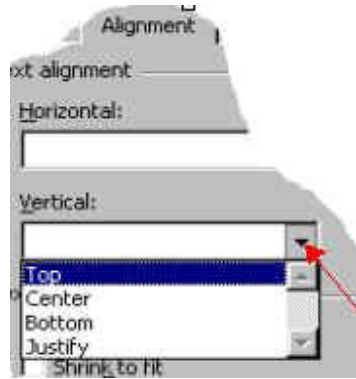 Alignment
xt alignment
Horizontal:
Vertical:
Top
Center
Bottom
Justify
Shrink to fit